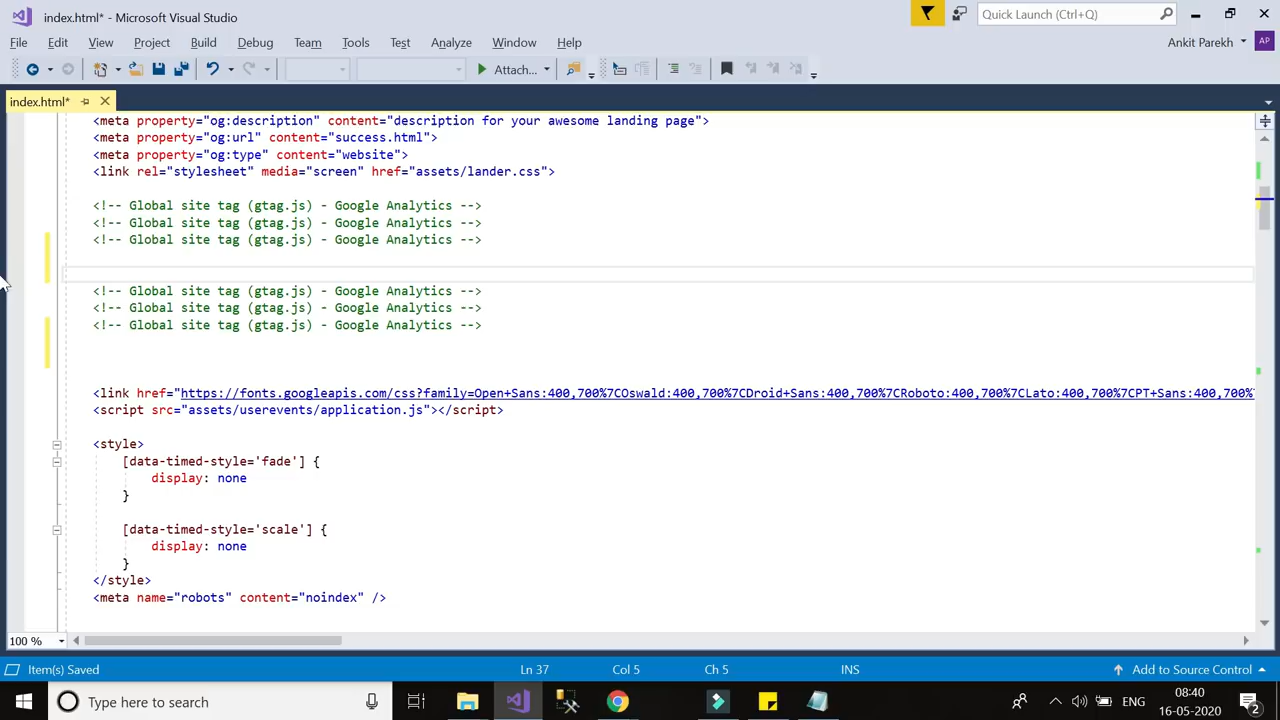 index.html* - Microsoft Visual Studio
Quick Launch (Ctrl+Q)
File Edit View Project Build Debug Team Tools Test Analyze Window Help
Ankit Parekh
AP
Attach...
index.html*
<meta property="og:description" content="description for your awesome landing page">
<meta property="og:url" content="success.html">
<meta property="og:type" content="website">
<link rel="stylesheet" media="screen" href="assets/lander.css">
<!-- Global site tag (gtag.js) - Google Analytics -->
<!-- Global site tag (gtag.js) - Google Analytics -->
<!-- Global site tag (gtag.js) - Google Analytics -->
<!-- Global site tag (gtag.js) - Google Analytics -->
<!-- Global site tag (gtag.js) - Google Analytics -->
<!-- Global site tag (gtag.js) - Google Analytics -->
<link href="https://fonts.googleapis.com/css?family=Open+Sans:400,700%7COswald:400,700%7CDroid+Sans:400,700%7CRoboto:400,700%7CLato:400,700%7CPT+Sans:400,700%
<script src="assets/userevents/application.js"></script>
<style>
[data-timed-style='fade'] {
display: none
}
[data-timed-style='scale'] {
display: none
}
</style>
<meta name="robots" content="noindex" />
100 %
Item(s) Saved Ln 37 Col 5 Ch 5 INS Add to Source Control
Type here to search
ENG
08:40
16-05-2020
2